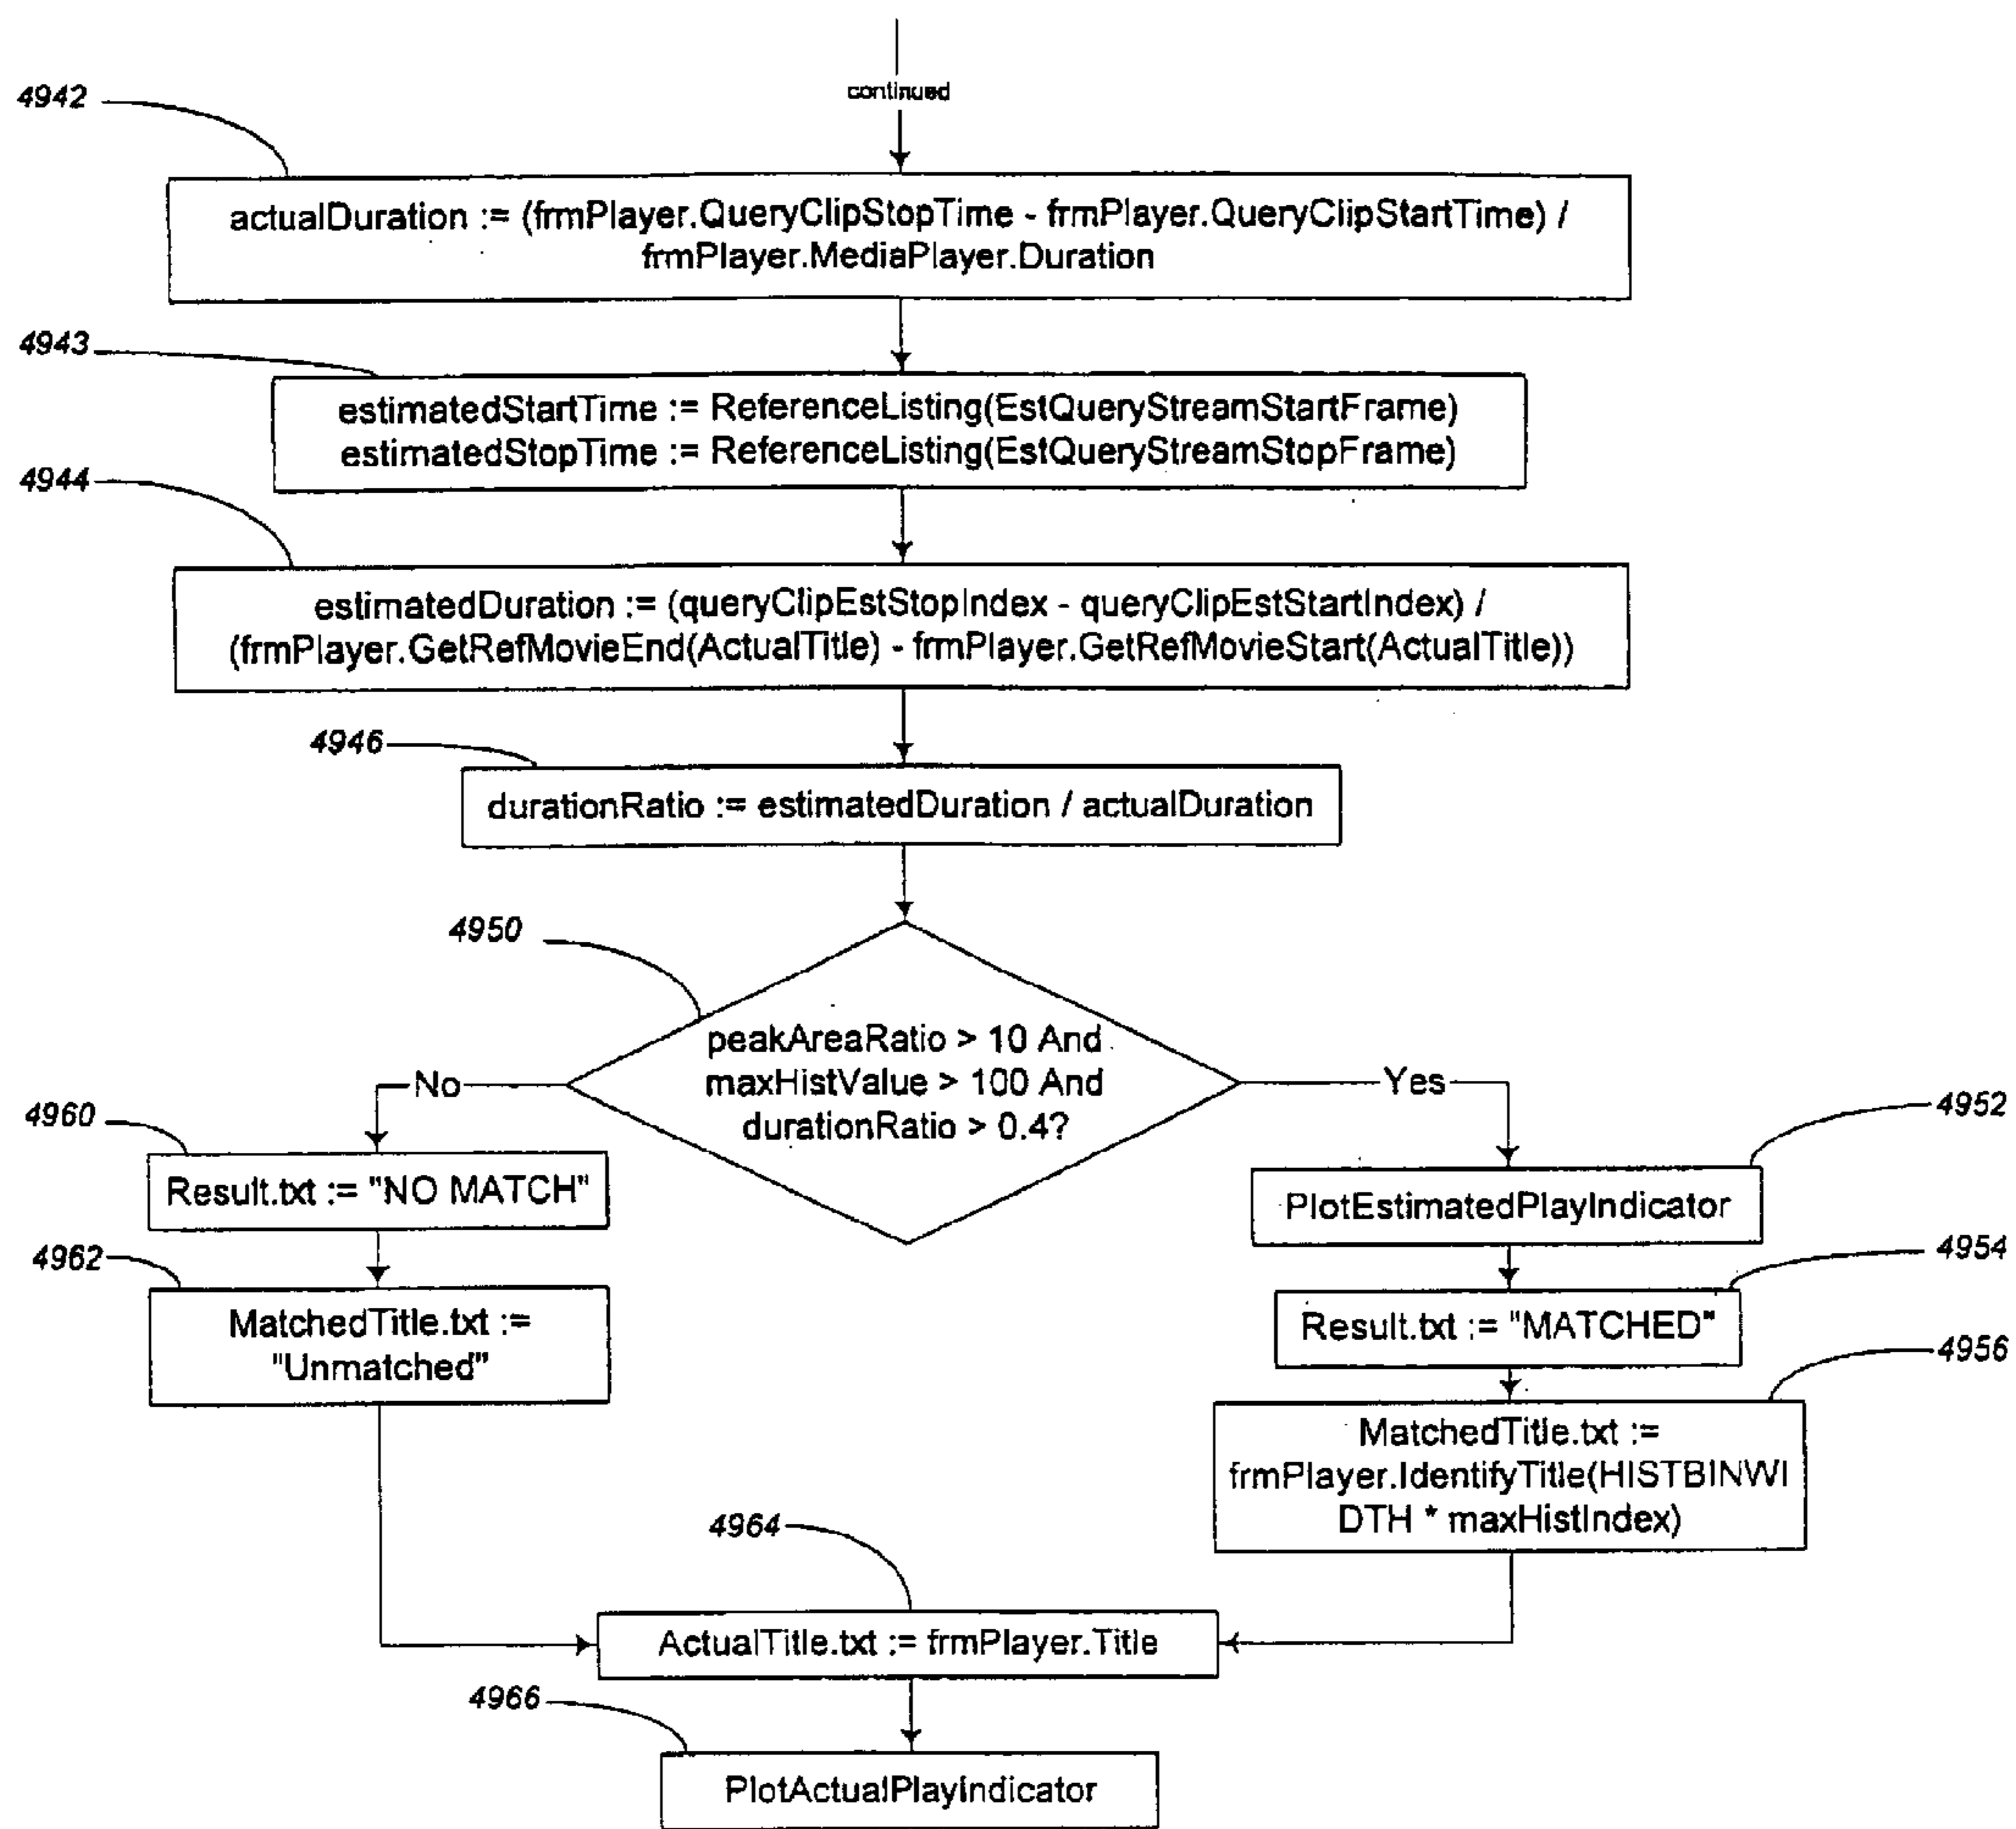 continued
4942
actualDuration := (frmPlayer.QueryClipStopTime - frmPlayer.QueryClipStartTime) /
frmPlayer.MediaPlayer.Duration
4943
estimatedStartTime := ReferenceListing(EstQueryStreamStartFrame)
estimatedStopTime := ReferenceListing(EstQueryStreamStopFrame)
4944
estimatedDuration := (queryClipEstStopIndex - queryClipEstStartIndex) /
(frmPlayer.GetRefMovieEnd(ActualTitle) - frmPlayer.GetRefMovieStart(ActualTitle))
4946
durationRatio := estimatedDuration / actualDuration
4950
peakAreaRatio > 10 And
maxHistValue > 100 And
durationRatio > 0.4?
No
Yes
4960
Result.txt := "NO MATCH"
4962
MatchedTitle.txt :=
"Unmatched"
4952
PlotEstimatedPlayIndicator
4954
Result.txt := "MATCHED"
4956
MatchedTitle.txt :=
frmPlayer.IdentifyTitle(HISTBINWI
DTH * maxHistIndex)
4964
ActualTitle.txt := frmPlayer.Title
4966
PlotActualPlayIndicator